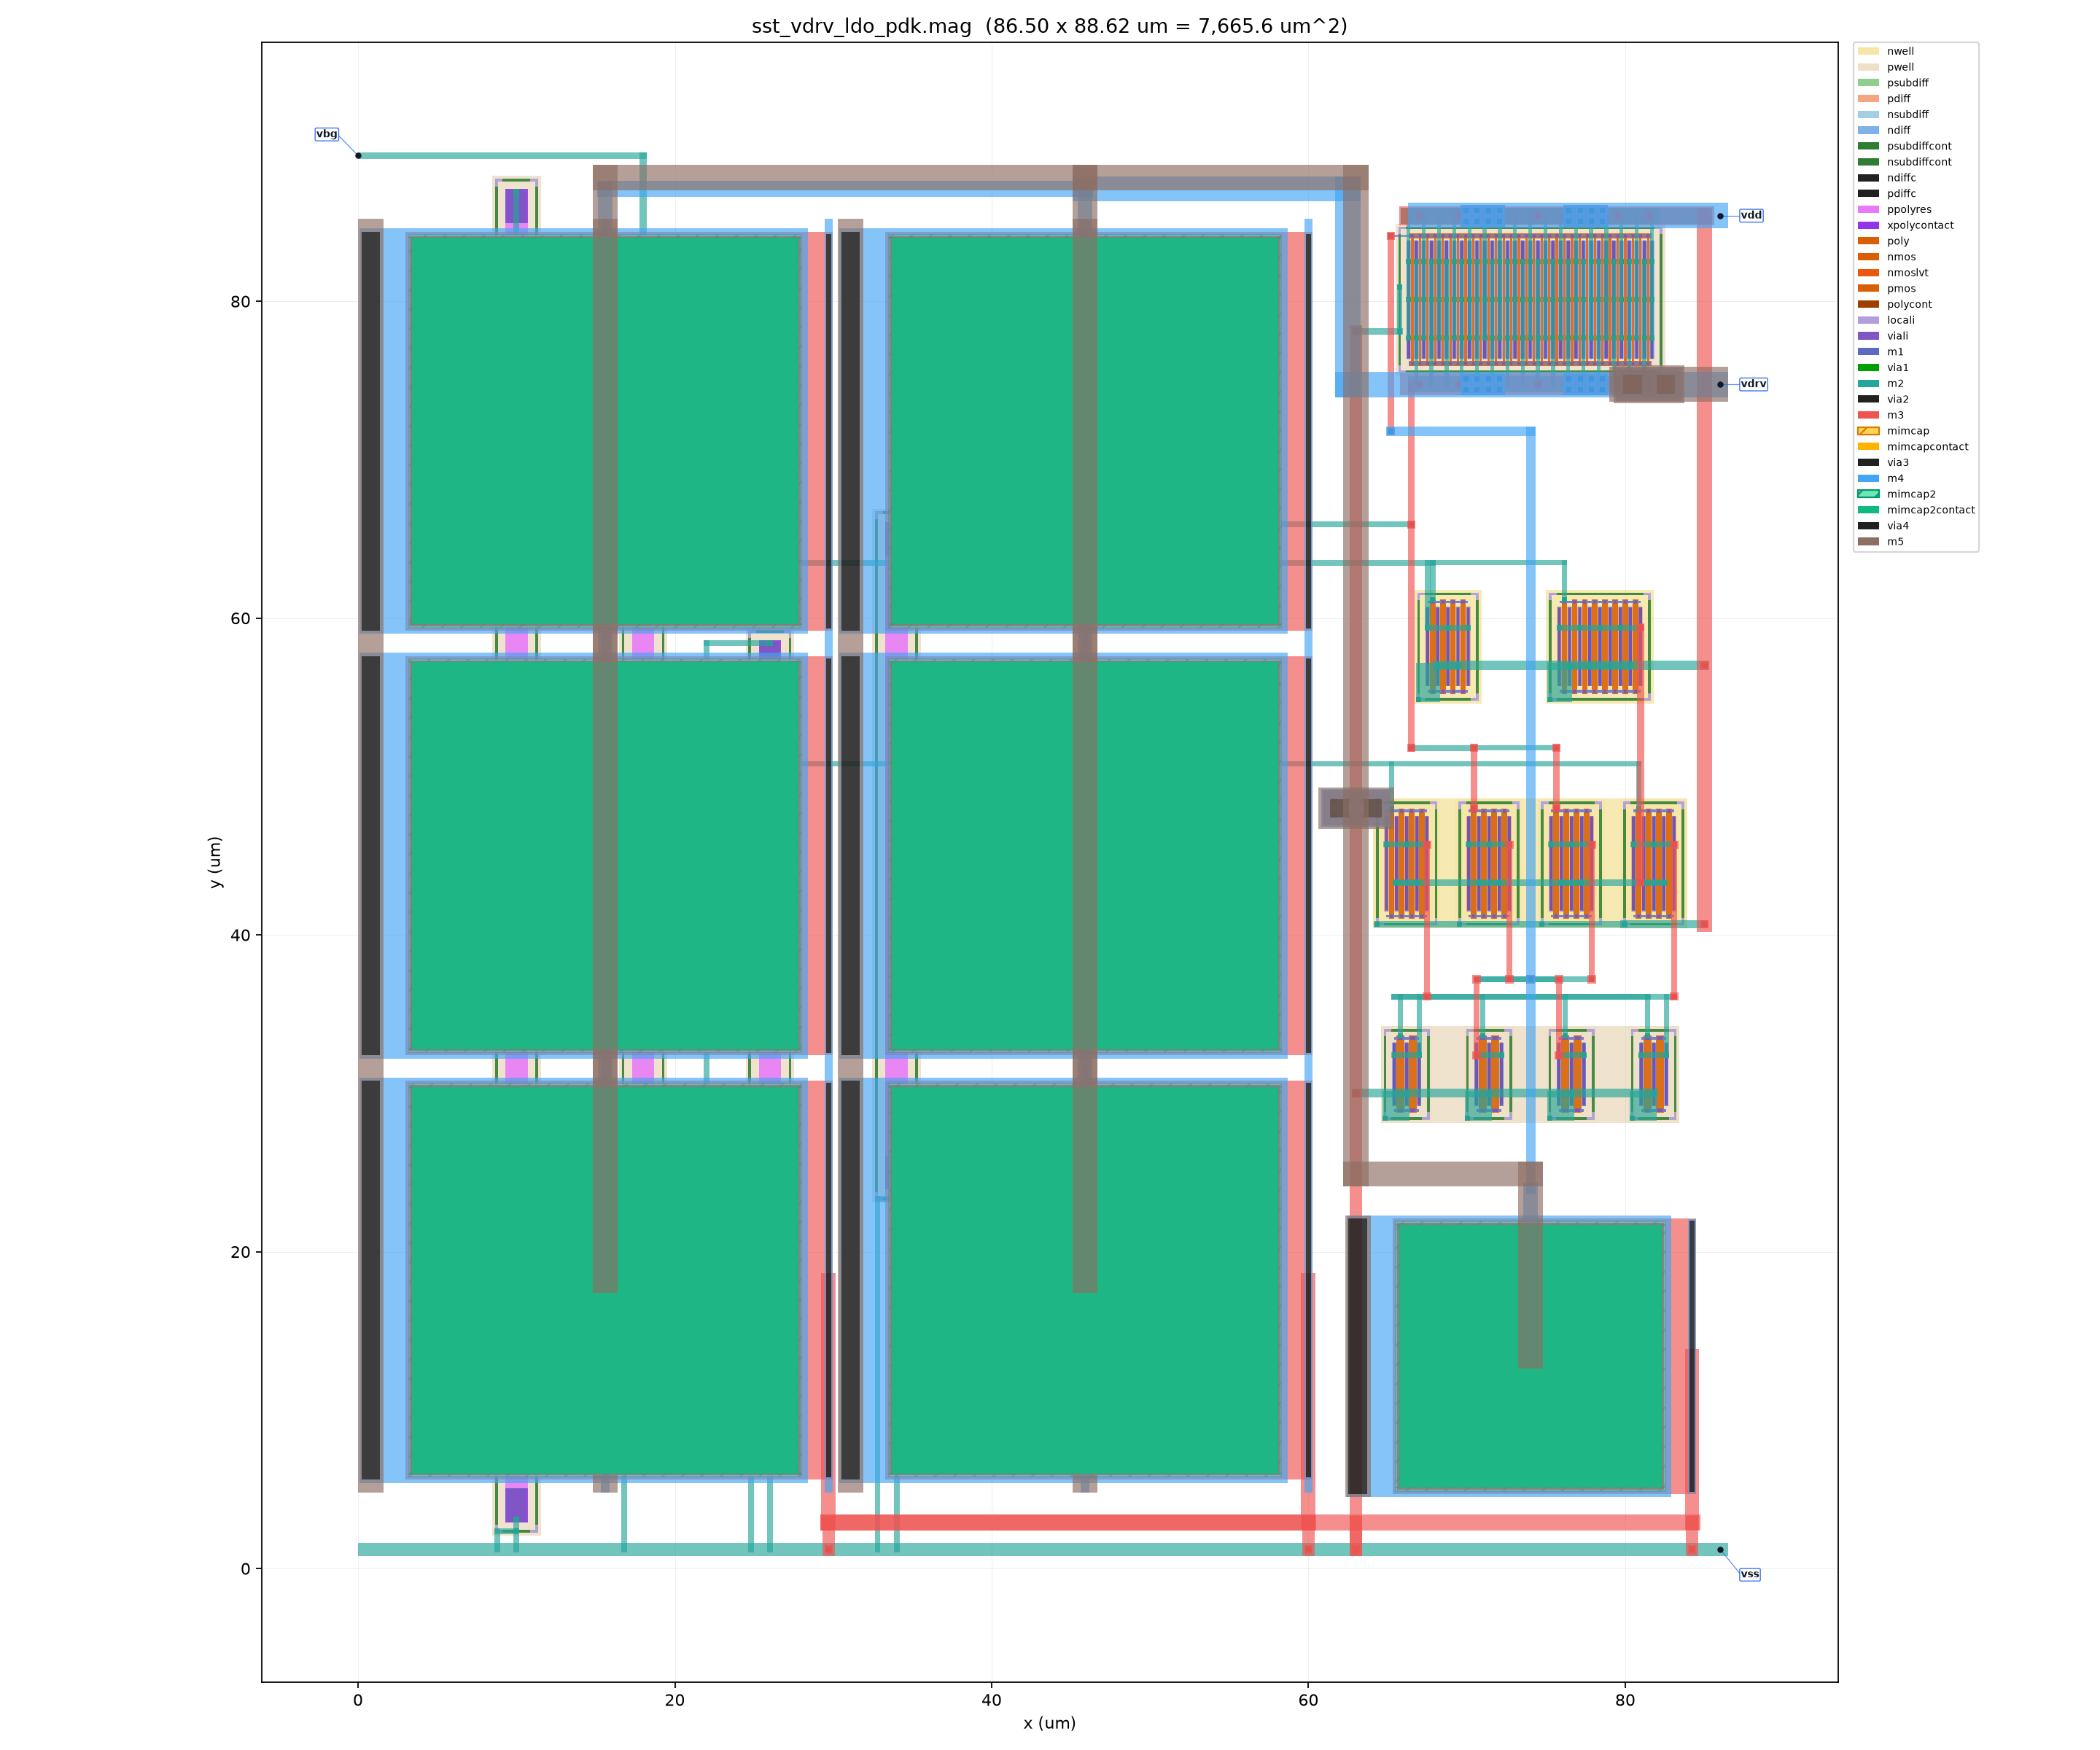 sst_vdrv_ldo_pdk.mag (86.50 x 88.62 um = 7,665.6 um^2)
nwell
pwell
psubdiff
pdiff
nsubdiff
ndiff
psubdiffcont
nsubdiffcont
ndiffc
pdiffc
ppolyres
xpolycontact
poly
nmos
nmoslvt
pmos
polycont
locali
viali
m1
via1
m2
via2
m3
mimcap
mimcapcontact
via3
m4
mimcap2
mimcap2contact
via4
m5
vbg
vdd
vdrv
vss
y (um)
80
60
40
20
0
0 20 40 60 80
x (um)